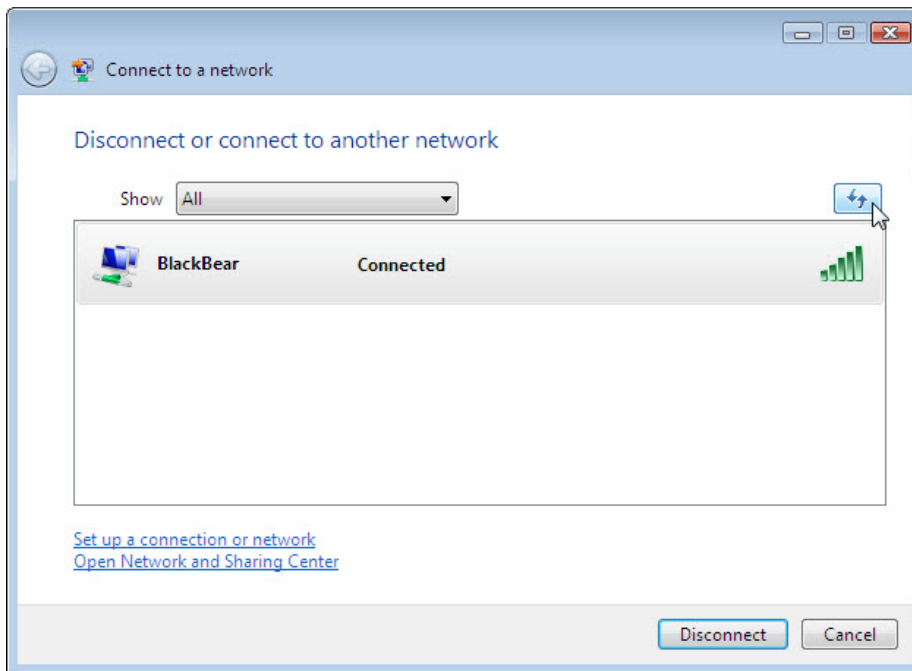 Connect to a network
Disconnect or connect to another network
Show All
BlackBear Connected
Set up a connection or network
Open Network and Sharing Center
Disconnect Cancel